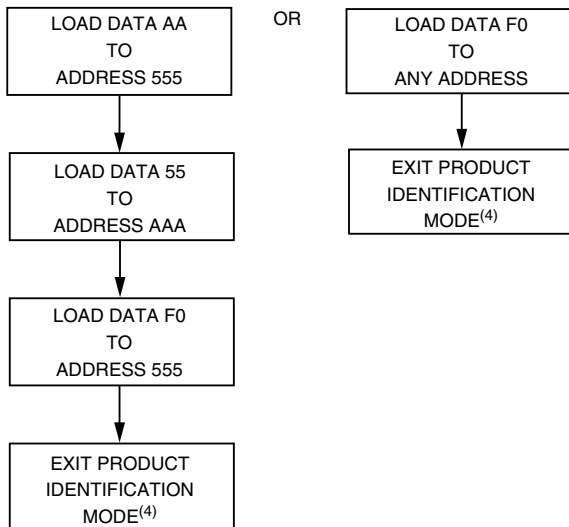 LOAD DATA AA
TO
ADDRESS 555
LOAD DATA 55
TO
ADDRESS AAA
LOAD DATA F0
TO
ADDRESS 555
EXIT PRODUCT
IDENTIFICATION
MODE(4)
OR
LOAD DATA F0
TO
ANY ADDRESS
EXIT PRODUCT
IDENTIFICATION
MODE(4)